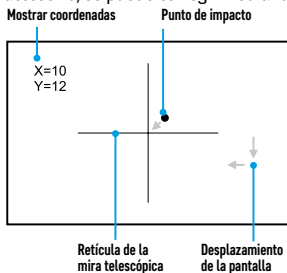 Mostrar coordenadas
Punto de impacto
X=10
Y=12
Retícula de la
mira telescópica
Desplazamiento
de la pantalla